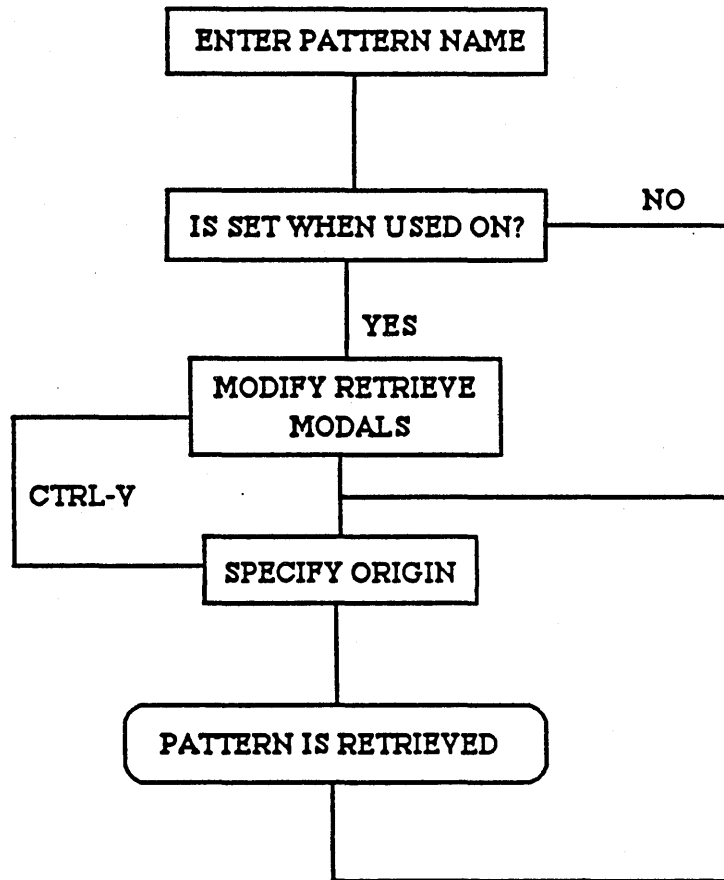 ENTER PATTERN NAME
IS SET WHEN USED ON?
NO
YES
MODIFY RETRIEVE
MODALS
CTRL-V
SPECIFY ORIGIN
PATTERN IS RETRIEVED